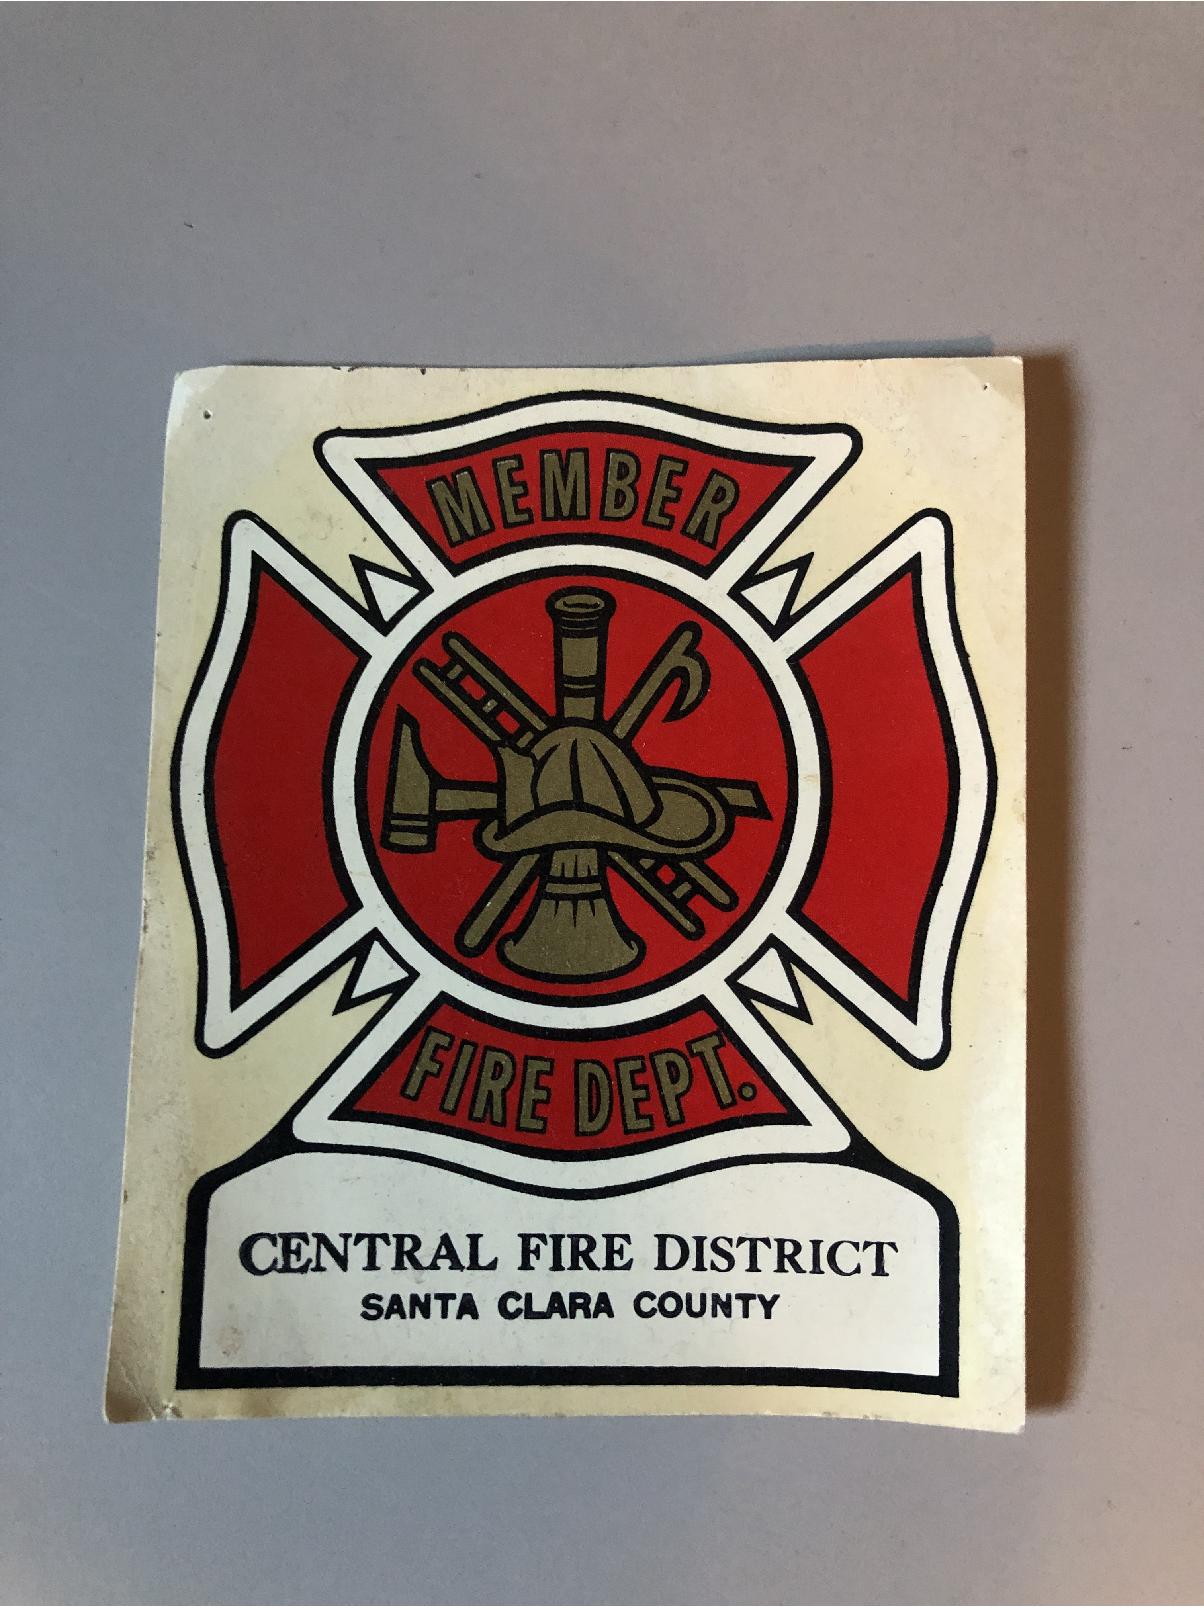 MEMBER
FIRE DEPT.
CENTRAL FIRE DISTRICT
SANTA CLARA COUNTY